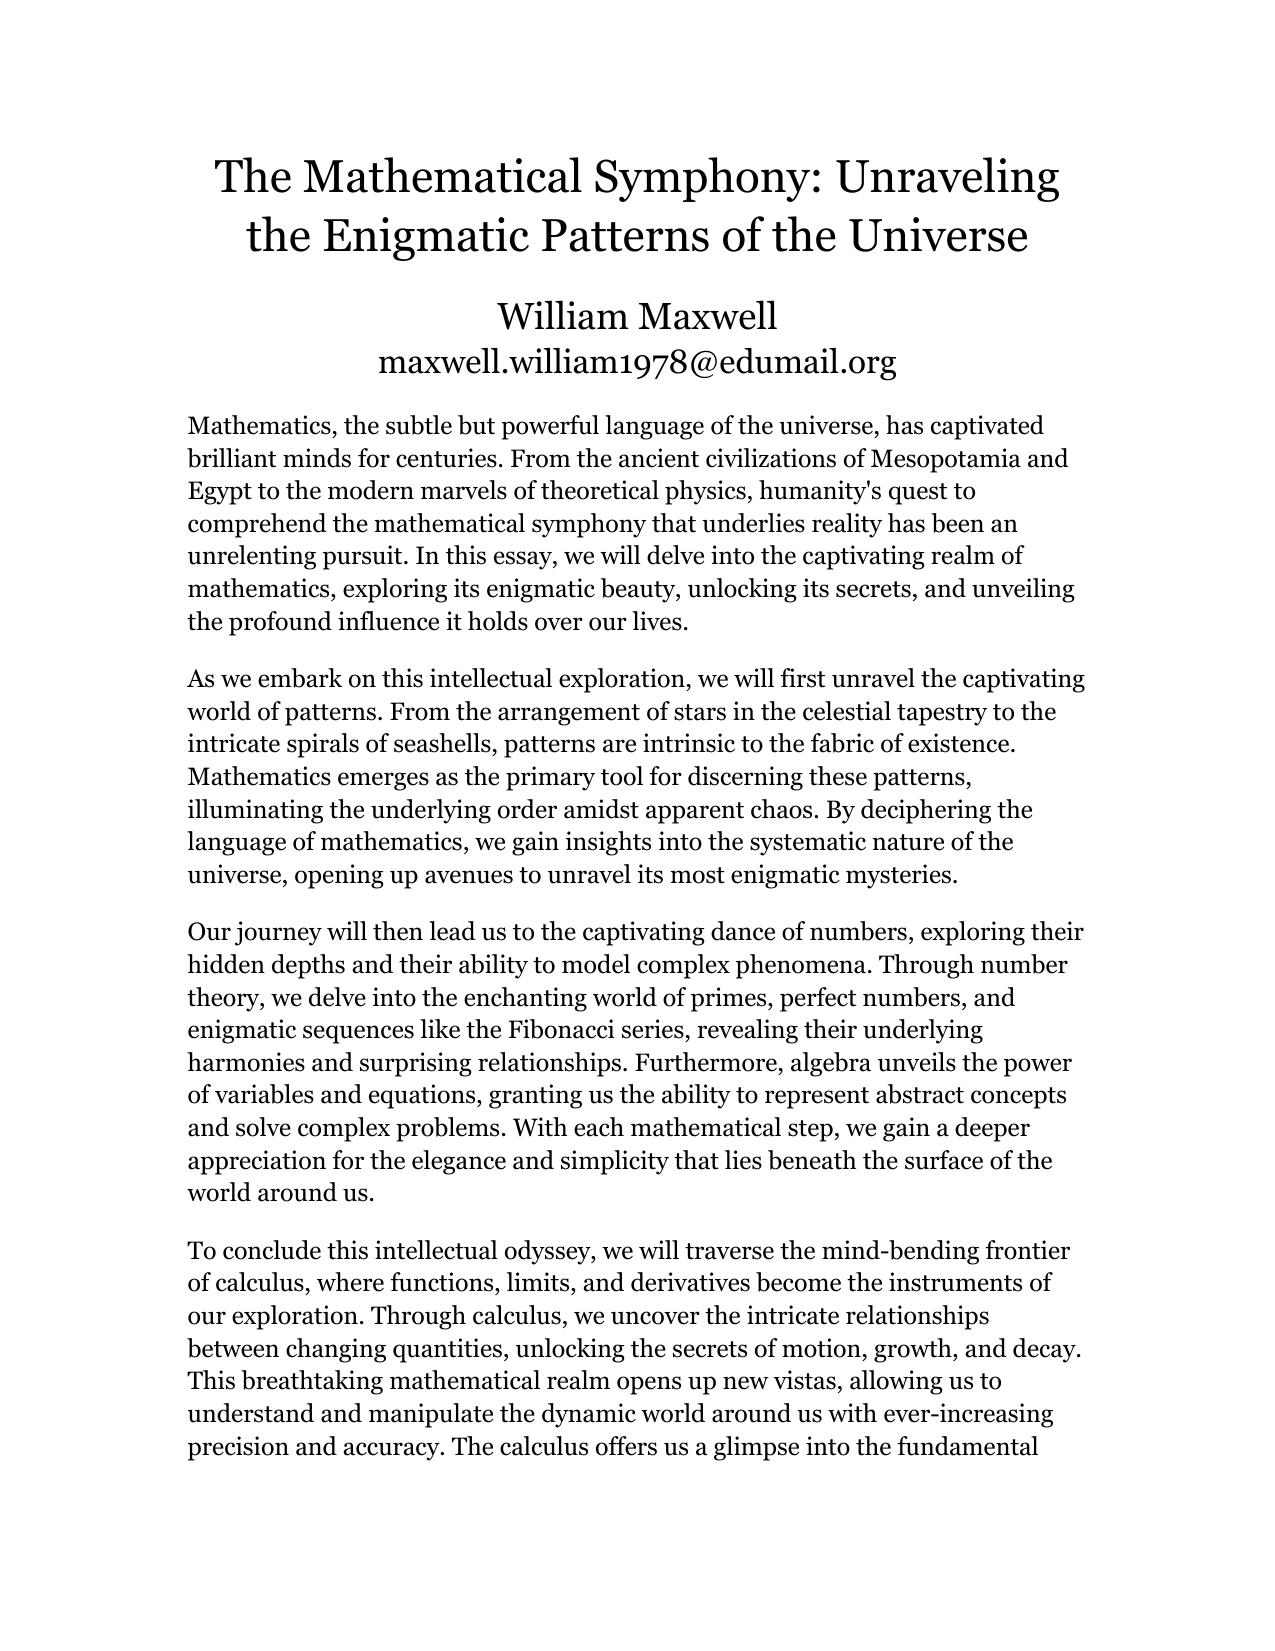 The Mathematical Symphony: Unraveling
the Enigmatic Patterns of the Universe
William Maxwell
maxwell.william1978@edumail.org
Mathematics, the subtle but powerful language of the universe, has captivated
brilliant minds for centuries. From the ancient civilizations of Mesopotamia and
Egypt to the modern marvels of theoretical physics, humanity's quest to
comprehend the mathematical symphony that underlies reality has been an
unrelenting pursuit. In this essay, we will delve into the captivating realm of
mathematics, exploring its enigmatic beauty, unlocking its secrets, and unveiling
the profound influence it holds over our lives.
As we embark on this intellectual exploration, we will first unravel the captivating
world of patterns. From the arrangement of stars in the celestial tapestry to the
intricate spirals of seashells, patterns are intrinsic to the fabric of existence.
Mathematics emerges as the primary tool for discerning these patterns,
illuminating the underlying order amidst apparent chaos. By deciphering the
language of mathematics, we gain insights into the systematic nature of the
universe, opening up avenues to unravel its most enigmatic mysteries.
Our journey will then lead us to the captivating dance of numbers, exploring their
hidden depths and their ability to model complex phenomena. Through number
theory, we delve into the enchanting world of primes, perfect numbers, and
enigmatic sequences like the Fibonacci series, revealing their underlying
harmonies and surprising relationships. Furthermore, algebra unveils the power
of variables and equations, granting us the ability to represent abstract concepts
and solve complex problems. With each mathematical step, we gain a deeper
appreciation for the elegance and simplicity that lies beneath the surface of the
world around us.
To conclude this intellectual odyssey, we will traverse the mind-bending frontier
of calculus, where functions, limits, and derivatives become the instruments of
our exploration. Through calculus, we uncover the intricate relationships
between changing quantities, unlocking the secrets of motion, growth, and decay.
This breathtaking mathematical realm opens up new vistas, allowing us to
understand and manipulate the dynamic world around us with ever-increasing
precision and accuracy. The calculus offers us a glimpse into the fundamental